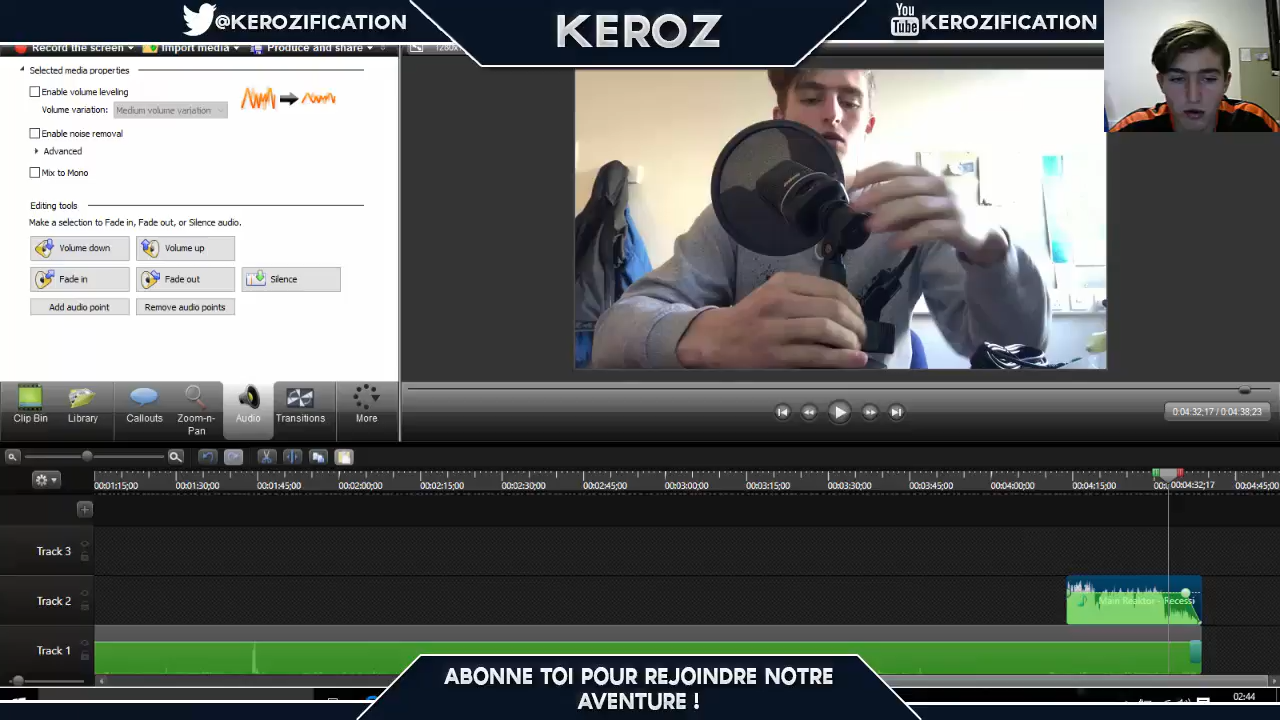 @KEROZIFICATION
KEROZ
You Tube KEROZIFICATION
Record the screen
Import media
Produce and share
Selected media properties
Enable volume leveling
Volume variation: Medium volume variation
Enable noise removal
Advanced
Mix to Mono
Editing tools
Make a selection to Fade in, Fade out, or Silence audio.
Volume down
Volume up
Fade in
Fade out
Silence
Add audio point
Remove audio points
Clip Bin
Library
Callouts
Zoom-n-Pan
Audio
Transitions
More
0:04:32;17 / 0:04:38;23
00:01:15;00 00:01:30;00 00:01:45;00 00:02:00;00 00:02:15;00 00:02:30;00 00:02:45;00 00:03:00;00 00:03:15;00 00:03:30;00 00:03:45;00 00:04:00;00 00:04:15;00 00:04:32;17 00:04:45;00
Track 3
Track 2
Main Reaktor - Recessi
Track 1
ABONNE TOI POUR REJOINDRE NOTRE
AVENTURE !
02:44